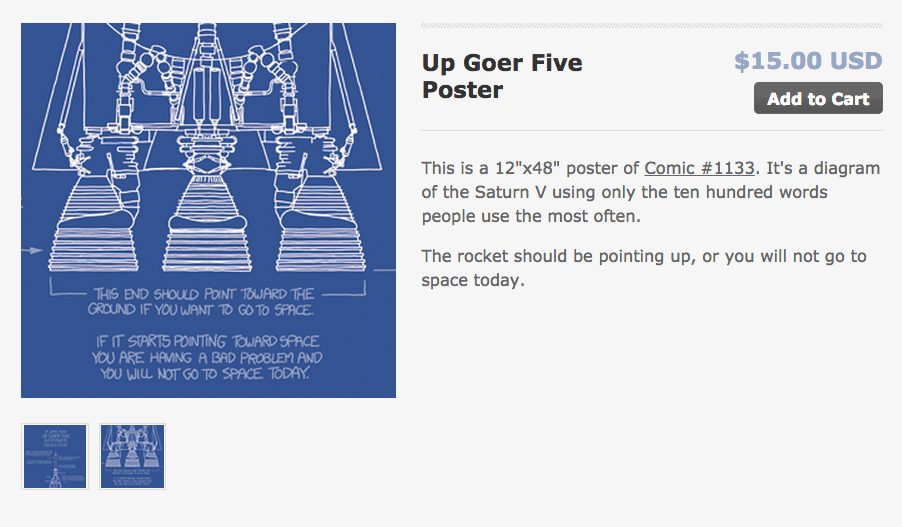 THIS END SHOULD POINT TOWARD THE
GROUND IF YOU WANT TO GO TO SPACE.
IF IT STARTS POINTING TOWARD SPACE
YOU ARE HAVING A BAD PROBLEM AND
YOU WILL NOT GO TO SPACE TODAY.
Up Goer Five
Poster
$15.00 USD
Add to Cart
This is a 12"x48" poster of Comic #1133. It's a diagram
of the Saturn V using only the ten hundred words
people use the most often.
The rocket should be pointing up, or you will not go to
space today.
UP GOER FIVE